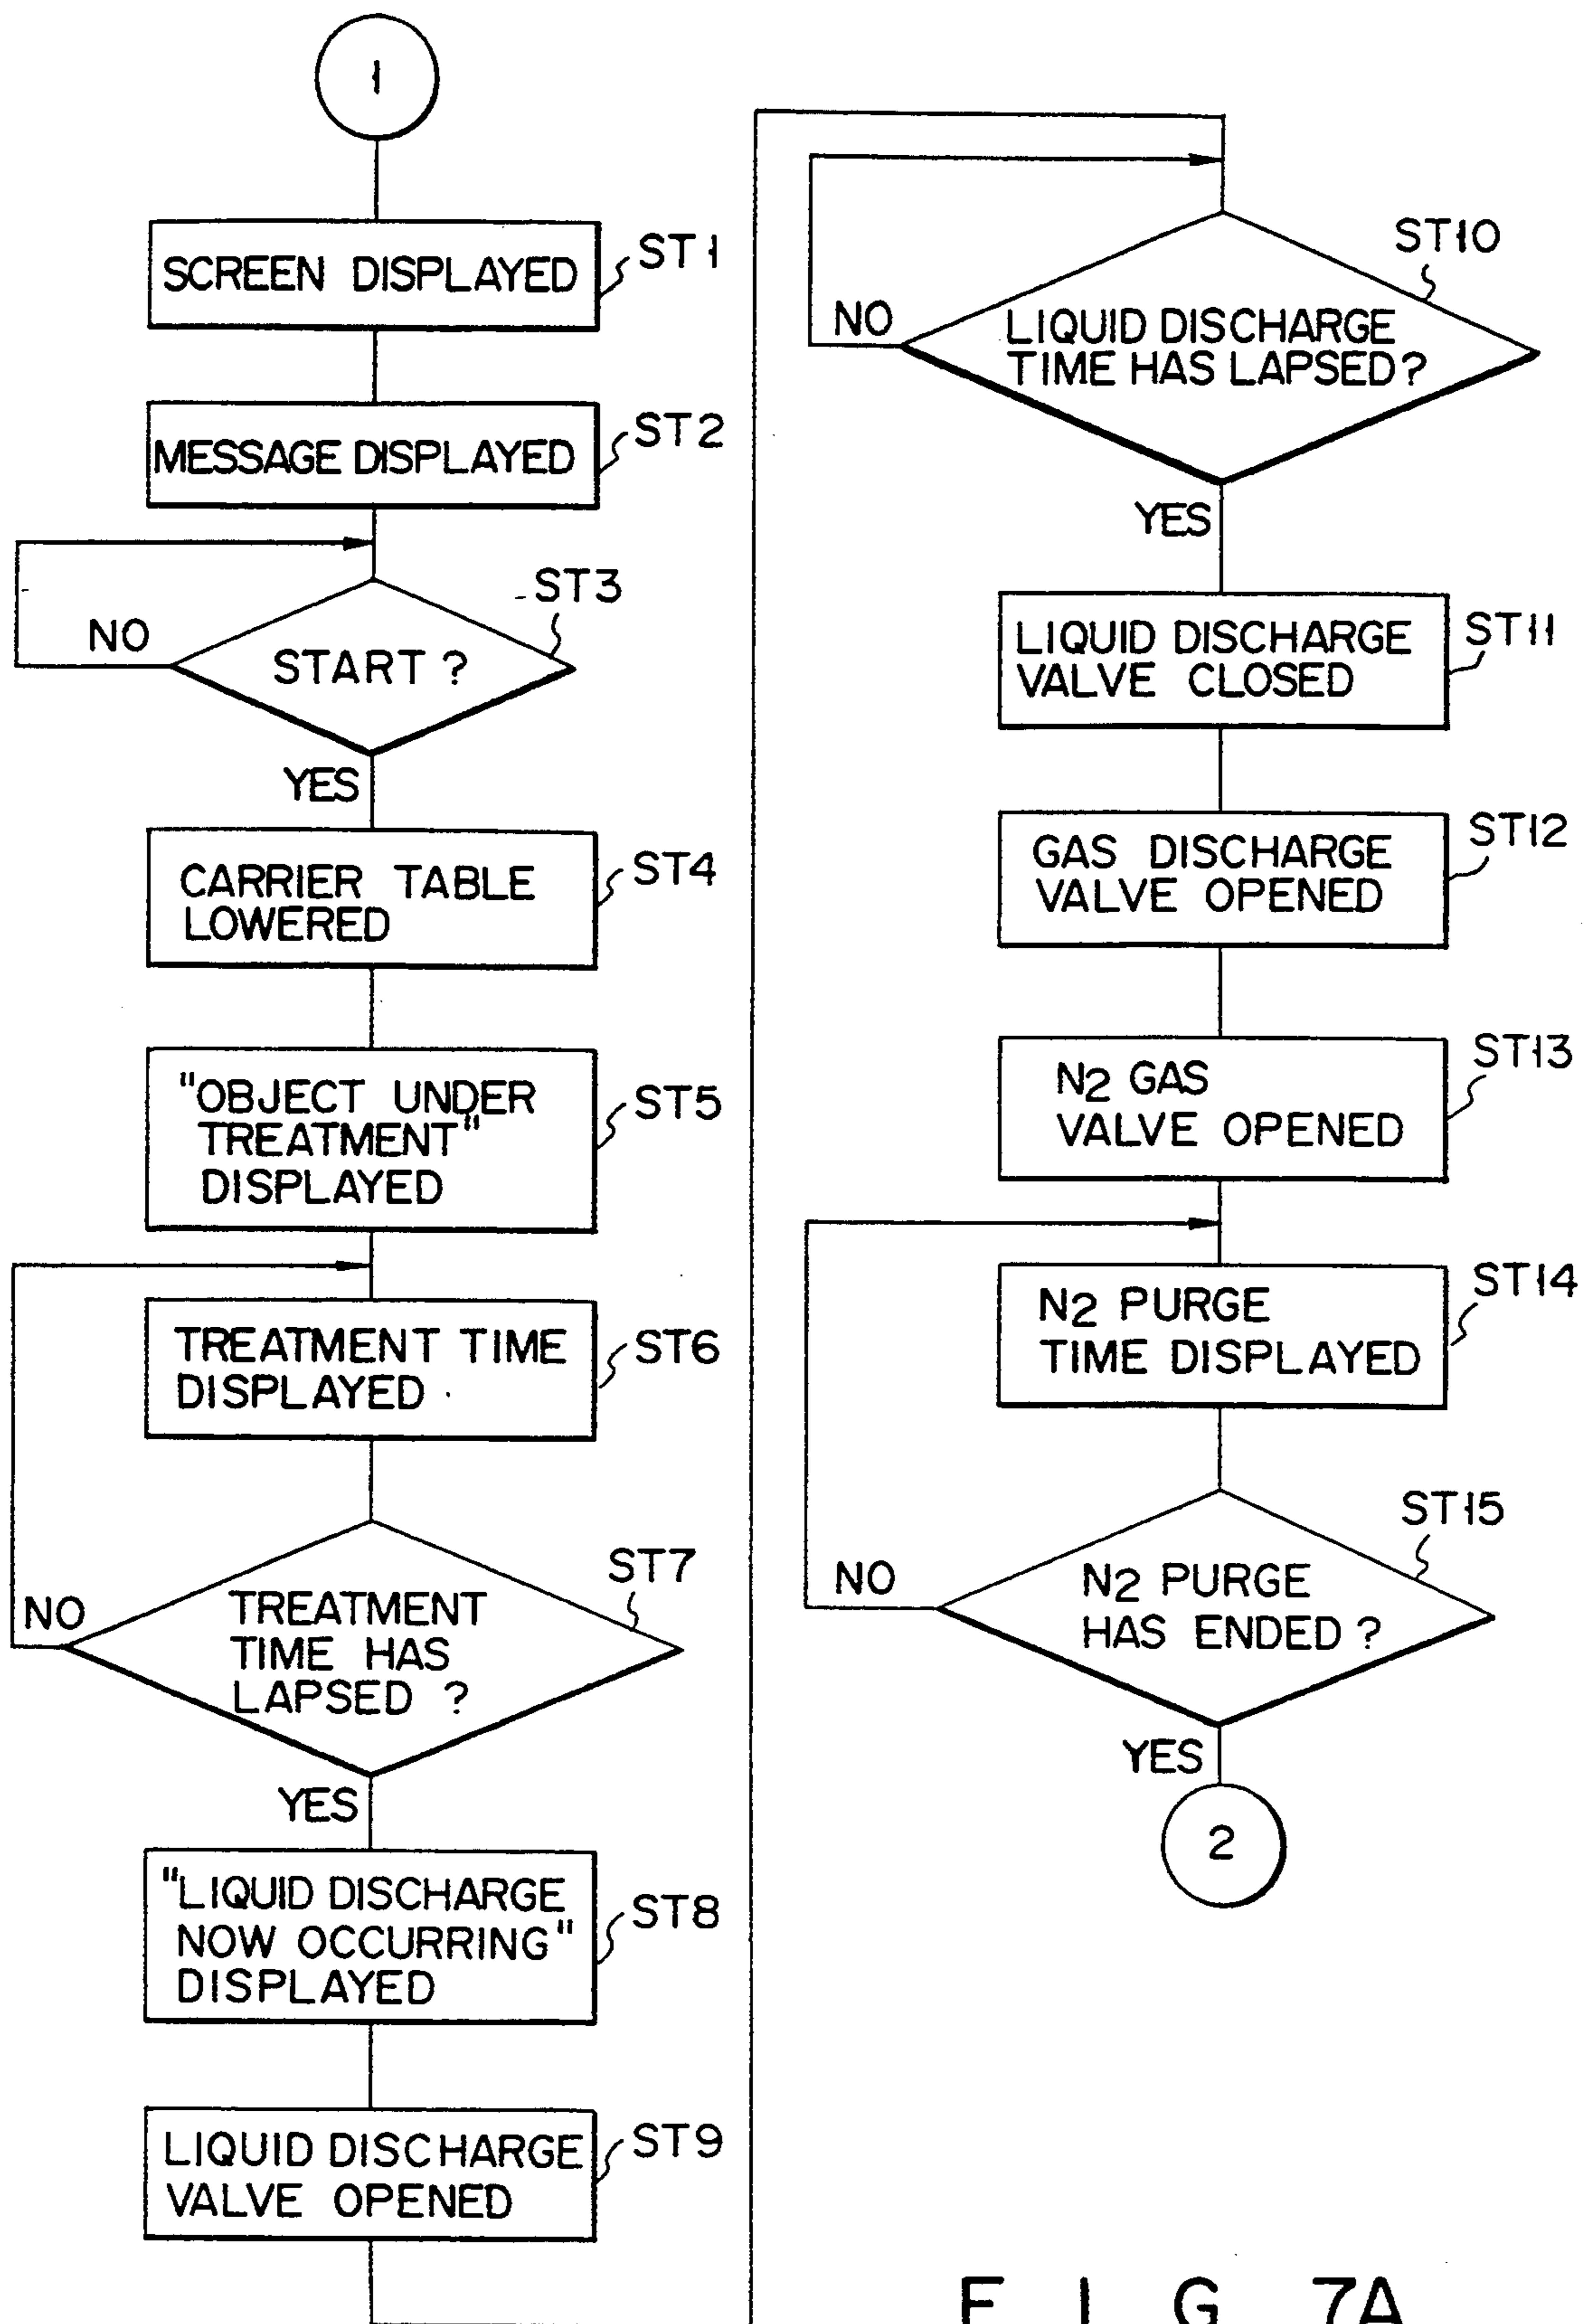 1
SCREEN DISPLAYED
ST1
MESSAGE DISPLAYED
ST2
ST3
NO
START ?
YES
CARRIER TABLE
LOWERED
ST4
"OBJECT UNDER
TREATMENT"
DISPLAYED
ST5
TREATMENT TIME
DISPLAYED
ST6
ST7
NO
TREATMENT
TIME HAS
LAPSED ?
YES
"LIQUID DISCHARGE
NOW OCCURRING"
DISPLAYED
ST8
LIQUID DISCHARGE
VALVE OPENED
ST9
ST10
NO
LIQUID DISCHARGE
TIME HAS LAPSED?
YES
LIQUID DISCHARGE
VALVE CLOSED
ST11
GAS DISCHARGE
VALVE OPENED
ST12
N2 GAS
VALVE OPENED
ST13
N2 PURGE
TIME DISPLAYED
ST14
ST15
NO
N2 PURGE
HAS ENDED ?
YES
2
FIG 7A